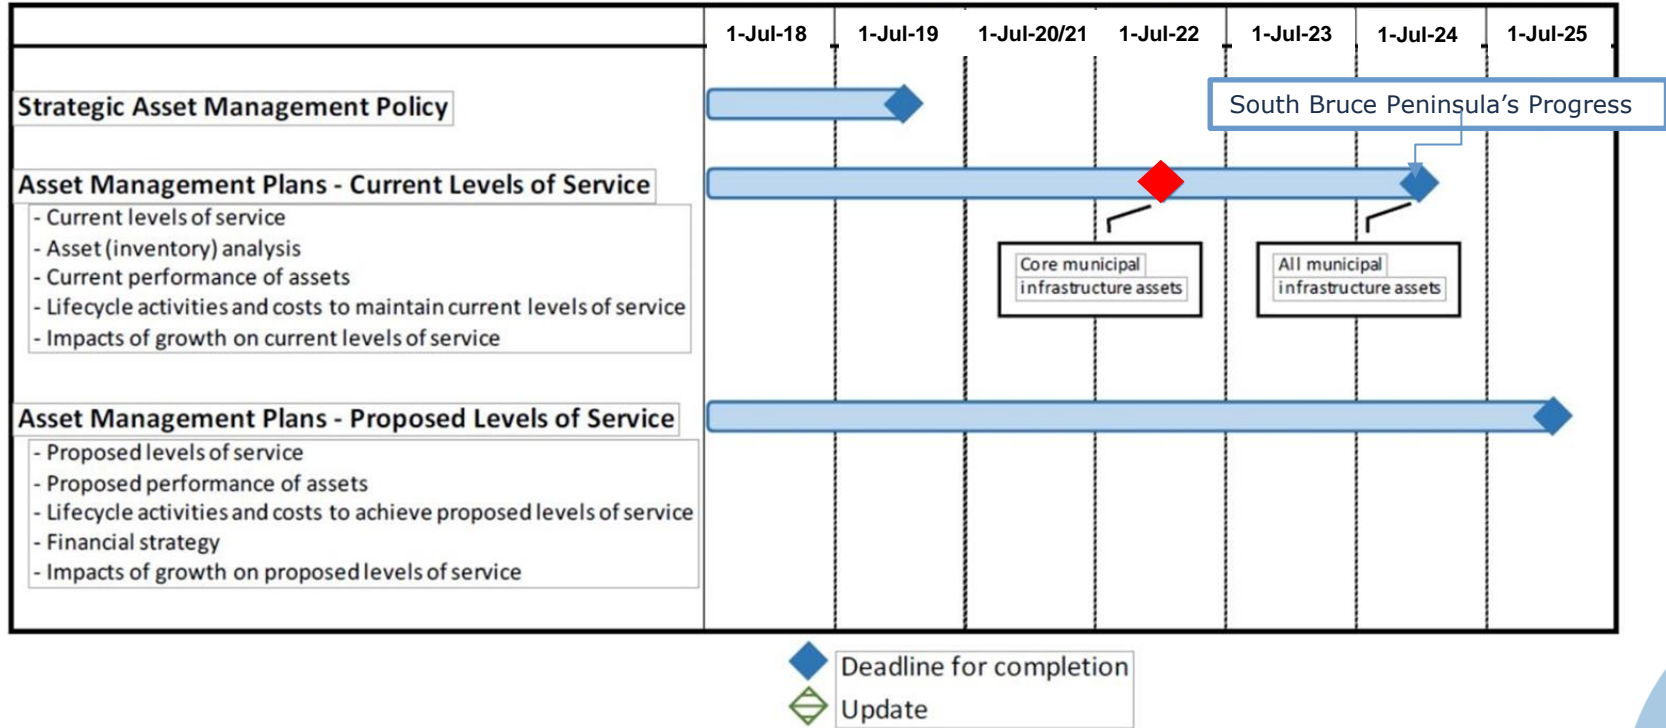 1-Jul-18 1-Jul-19 1-Jul-20/21 1-Jul-22 1-Jul-23 1-Jul-24 1-Jul-25
Strategic Asset Management Policy
South Bruce Peninsula's Progress
Asset Management Plans - Current Levels of Service
- Current levels of service
- Asset (inventory) analysis
- Current performance of assets
- Lifecycle activities and costs to maintain current levels of service
- Impacts of growth on current levels of service
Core municipal
infrastructure assets
All municipal
infrastructure assets
Asset Management Plans - Proposed Levels of Service
- Proposed levels of service
- Proposed performance of assets
- Lifecycle activities and costs to achieve proposed levels of service
- Financial strategy
- Impacts of growth on proposed levels of service
Deadline for completion
Update